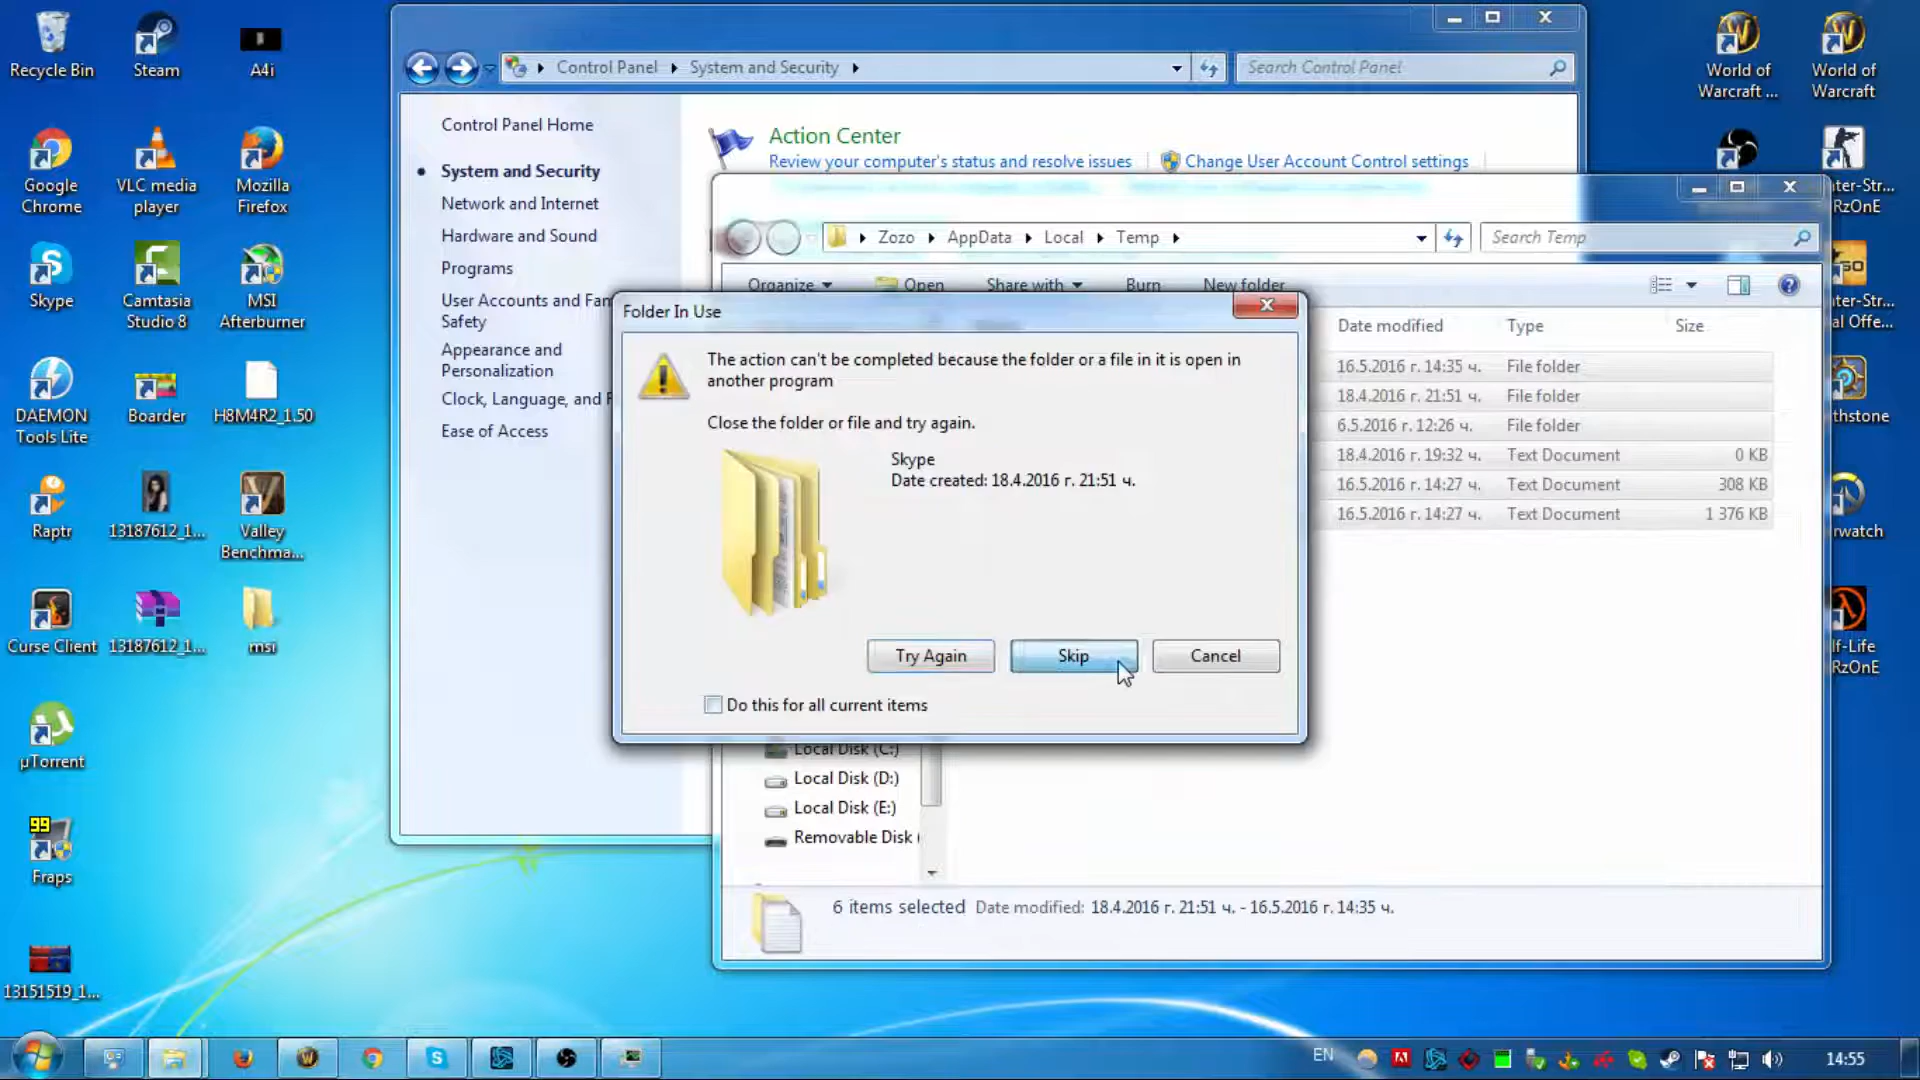 Recycle Bin
Steam
A4i
Google
Chrome
VLC media
player
Mozilla
Firefox
Skype
Camtasia
Studio 8
MSI
Afterburner
DAEMON
Tools Lite
Boarder
H8M4R2_1.50
Raptr
13187612_1...
Valley
Benchma...
Curse Client
13187612_1...
msi
µTorrent
99
Fraps
13151519_1...
Control Panel
System and Security
Search Control Panel
Control Panel Home
System and Security
Network and Internet
Hardware and Sound
Programs
User Accounts and Fam
Safety
Appearance and
Personalization
Clock, Language, and R
Ease of Access
Action Center
Review your computer's status and resolve issues
Change User Account Control settings
Zozo
AppData
Local
Temp
Search Temp
Organize
Open
Share with
Burn
New folder
Date modified
Type
Size
16.5.2016 г. 14:35 ч.
File folder
18.4.2016 г. 21:51 ч.
File folder
6.5.2016 г. 12:26 ч.
File folder
18.4.2016 г. 19:32 ч.
Text Document
0 KB
16.5.2016 г. 14:27 ч.
Text Document
308 KB
16.5.2016 г. 14:27 ч.
Text Document
1 376 KB
Folder In Use
The action can't be completed because the folder or a file in it is open in
another program
Close the folder or file and try again.
Skype
Date created: 18.4.2016 г. 21:51 ч.
Try Again
Skip
Cancel
Do this for all current items
Local Disk (C:)
Local Disk (D:)
Local Disk (E:)
Removable Disk (
6 items selected
Date modified: 18.4.2016 г. 21:51 ч. - 16.5.2016 г. 14:35 ч.
World of
Warcraft ...
World of
Warcraft
ter-Str...
RzOnE
ter-Str...
al Offe...
thstone
rwatch
lf-Life
RzOnE
EN
14:55